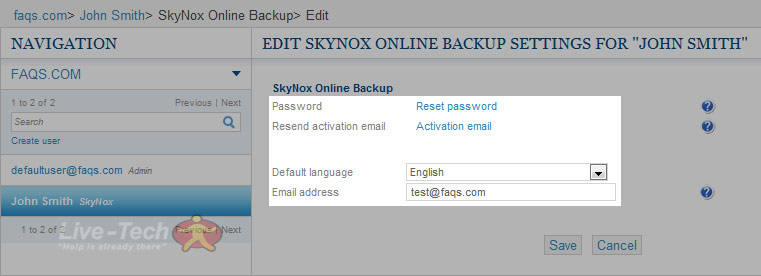 faqs.com> John Smith> SkyNox Online Backup> Edit
NAVIGATION
FAQS.COM
1 to 2 of 2 Previous | Next
Search
Create user
defaultuser@faqs.com Admin
John Smith SkyNox
1 to 2 of 2 Previous | Next
Live-Tech
"Help is already there"
EDIT SKYNOX ONLINE BACKUP SETTINGS FOR "JOHN SMITH"
SkyNox Online Backup
Password Reset password ?
Resend activation email Activation email ?
Default language English
Email address test@faqs.com ?
Save Cancel